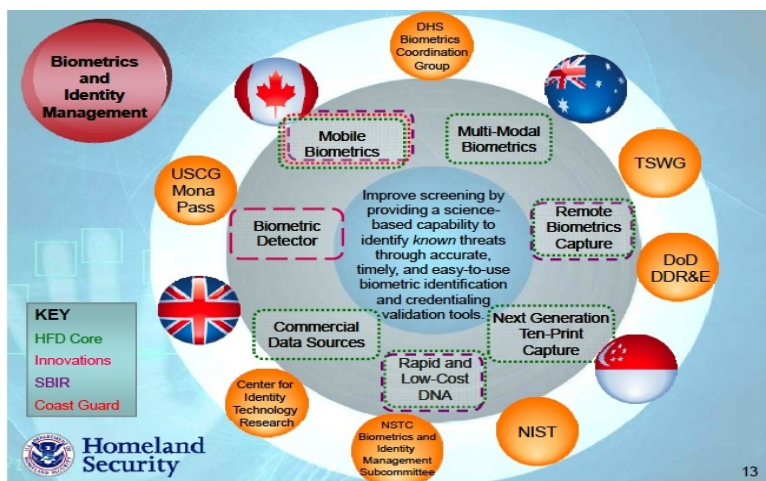 Biometrics
and
Identity
Management
DHS
Biometrics
Coordination
Group
Mobile
Biometrics
Multi-Modal
Biometrics
TSWG
USCG
Mona
Pass
Biometric
Detector
Improve screening by
providing a science-
based capability to
identify known threats
through accurate,
timely, and easy-to-use
biometric identification
and credentialing
validation tools.
Remote
Biometrics
Capture
DoD
DDR&E
KEY
HFD Core
Innovations
SBIR
Coast Guard
Commercial
Data Sources
Next Generation
Ten-Print
Capture
Rapid and
Low-Cost
DNA
Center for
Identity
Technology
Research
NSTC
Biometrics and
Identity
Management
Subcommittee
NIST
Homeland
Security
13